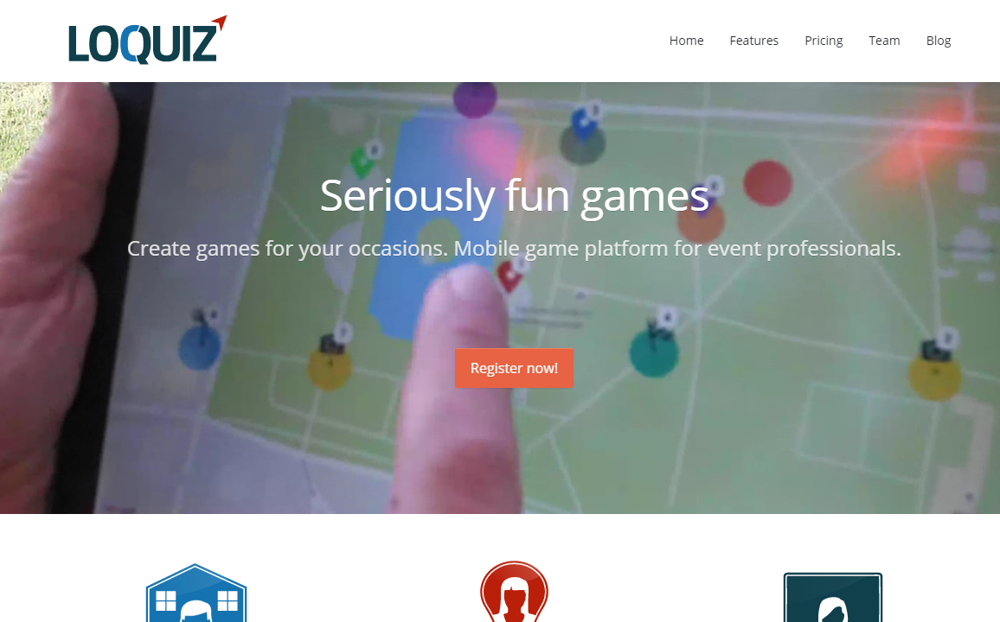 LOQUIZ
Home Features Pricing Team Blog
Seriously fun games
Create games for your occasions. Mobile game platform for event professionals.
Register now!